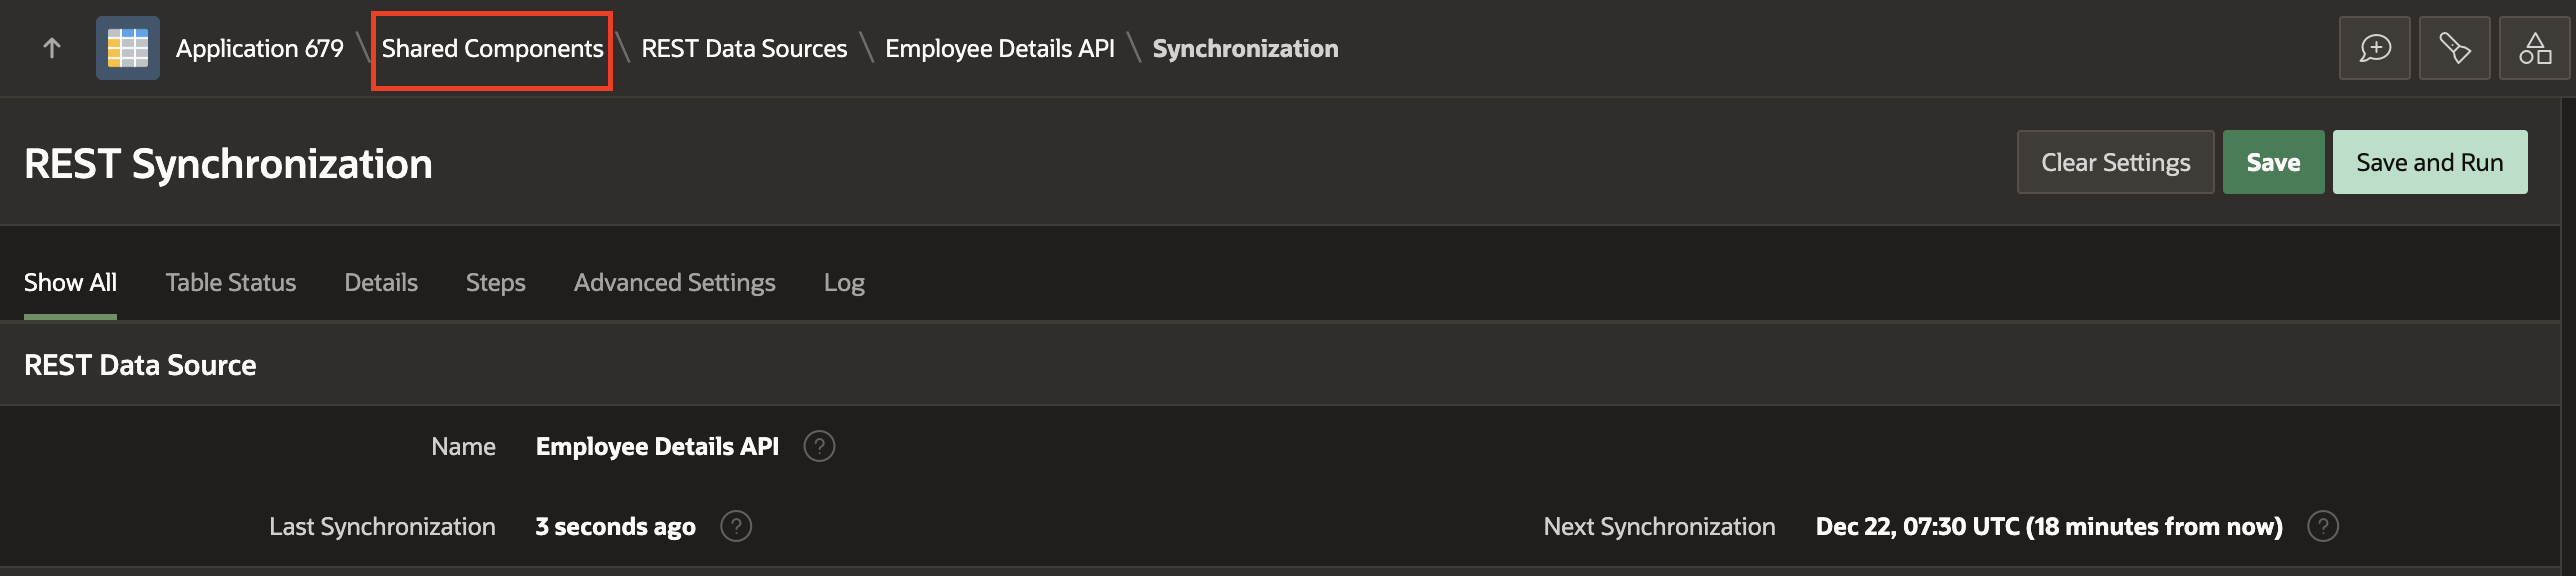 Application 679 \ Shared Components \ REST Data Sources \ Employee Details API \ Synchronization
REST Synchronization
Clear Settings
Save
Save and Run
Show All
Table Status
Details
Steps
Advanced Settings
Log
REST Data Source
Name Employee Details API ?
Last Synchronization 3 seconds ago ?
Next Synchronization Dec 22, 07:30 UTC (18 minutes from now) ?